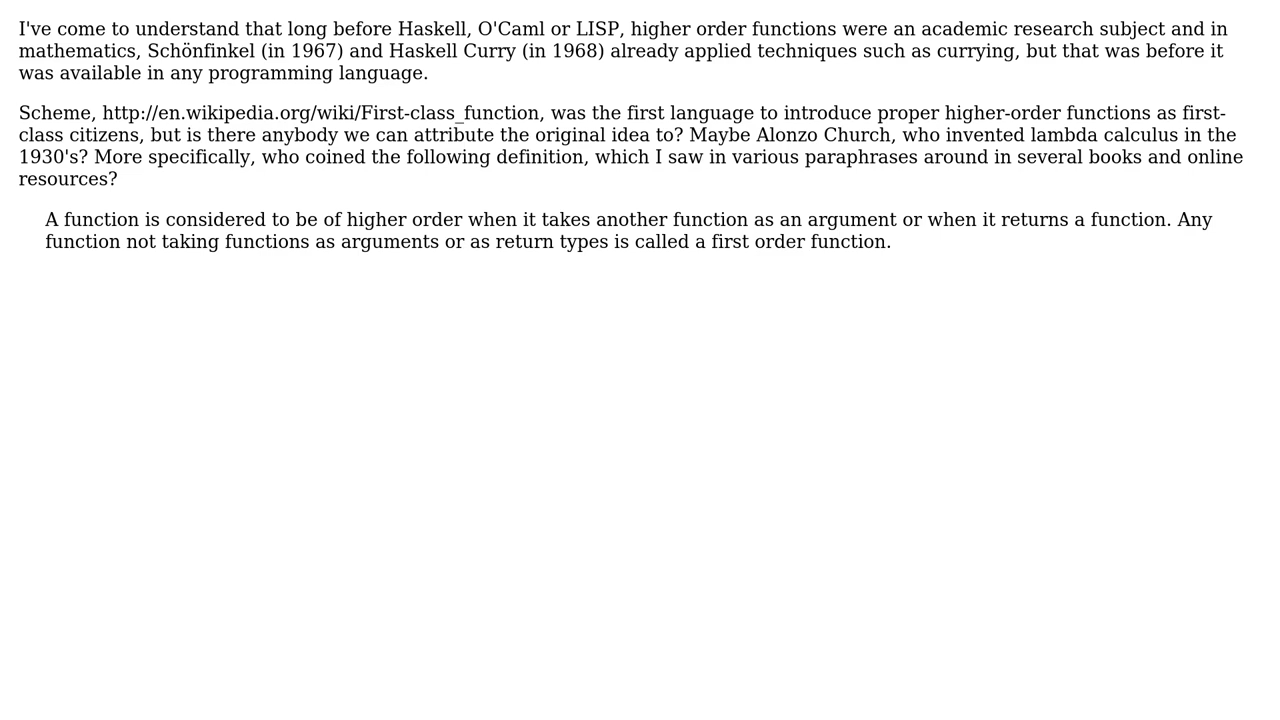 I've come to understand that long before Haskell, O'Caml or LISP, higher order functions were an academic research subject and in
mathematics, Schönfinkel (in 1967) and Haskell Curry (in 1968) already applied techniques such as currying, but that was before it
was available in any programming language.
Scheme, http://en.wikipedia.org/wiki/First-class_function, was the first language to introduce proper higher-order functions as first-
class citizens, but is there anybody we can attribute the original idea to? Maybe Alonzo Church, who invented lambda calculus in the
1930's? More specifically, who coined the following definition, which I saw in various paraphrases around in several books and online
resources?
A function is considered to be of higher order when it takes another function as an argument or when it returns a function. Any
function not taking functions as arguments or as return types is called a first order function.